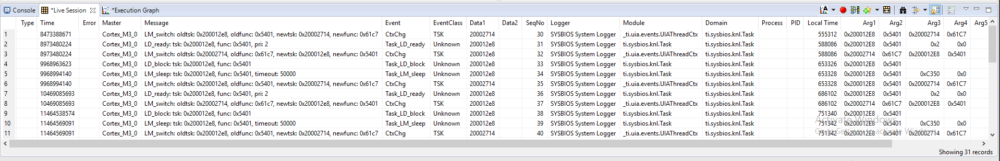 Console *Live Session *Execution Graph
Type Time Error Master Message Event EventClass Data1 Data2 SeqNo Logger Module Domain Process PID Local Time Arg1 Arg2 Arg3 Arg4 Arg5
1 8473388671 Cortex_M3_0 LM_switch: oldtsk: 0x200012e8, oldfunc: 0x5401, newtsk: 0x20002714, newfunc: 0x61c7 CtxChg TSK 20002714 30 SYSBIOS System Logger _ti.uia.events.UIAThreadCtx ti.sysbios.knl.Task 555312 0x200012E8 0x5401 0x20002714 0x61C7
2 8973480224 Cortex_M3_0 LD_ready: tsk: 0x200012e8, func: 0x5401, pri: 2 Task_LD_ready Unknown 200012e8 31 SYSBIOS System Logger ti.sysbios.knl.Task ti.sysbios.knl.Task 588086 0x200012E8 0x5401 0x2 0x0
3 8973480224 Cortex_M3_0 LM_switch: oldtsk: 0x20002714, oldfunc: 0x61c7, newtsk: 0x200012e8, newfunc: 0x5401 CtxChg TSK 200012e8 32 SYSBIOS System Logger _ti.uia.events.UIAThreadCtx ti.sysbios.knl.Task 588086 0x20002714 0x61C7 0x200012E8 0x5401
4 9968963623 Cortex_M3_0 LD_block: tsk: 0x200012e8, func: 0x5401 Task_LD_block Unknown 200012e8 33 SYSBIOS System Logger ti.sysbios.knl.Task ti.sysbios.knl.Task 653326 0x200012E8 0x5401
5 9968994140 Cortex_M3_0 LM_sleep: tsk: 0x200012e8, func: 0x5401, timeout: 50000 Task_LM_sleep Unknown 200012e8 34 SYSBIOS System Logger ti.sysbios.knl.Task ti.sysbios.knl.Task 653328 0x200012E8 0x5401 0xC350 0x0
6 9968994140 Cortex_M3_0 LM_switch: oldtsk: 0x200012e8, oldfunc: 0x5401, newtsk: 0x20002714, newfunc: 0x61c7 CtxChg TSK 20002714 35 SYSBIOS System Logger _ti.uia.events.UIAThreadCtx ti.sysbios.knl.Task 653328 0x200012E8 0x5401 0x20002714 0x61C7
7 10469085693 Cortex_M3_0 LD_ready: tsk: 0x200012e8, func: 0x5401, pri: 2 Task_LD_ready Unknown 200012e8 36 SYSBIOS System Logger ti.sysbios.knl.Task ti.sysbios.knl.Task 686102 0x200012E8 0x5401 0x2 0x0
8 10469085693 Cortex_M3_0 LM_switch: oldtsk: 0x20002714, oldfunc: 0x61c7, newtsk: 0x200012e8, newfunc: 0x5401 CtxChg TSK 200012e8 37 SYSBIOS System Logger _ti.uia.events.UIAThreadCtx ti.sysbios.knl.Task 686102 0x20002714 0x61C7 0x200012E8 0x5401
9 11464538574 Cortex_M3_0 LD_block: tsk: 0x200012e8, func: 0x5401 Task_LD_block Unknown 200012e8 38 SYSBIOS System Logger ti.sysbios.knl.Task ti.sysbios.knl.Task 751340 0x200012E8 0x5401
10 11464569091 Cortex_M3_0 LM_sleep: tsk: 0x200012e8, func: 0x5401, timeout: 50000 Task_LM_sleep Unknown 200012e8 39 SYSBIOS System Logger ti.sysbios.knl.Task ti.sysbios.knl.Task 751342 0x200012E8 0x5401 0xC350 0x0
11 11464569091 Cortex_M3_0 LM_switch: oldtsk: 0x200012e8, oldfunc: 0x5401, newtsk: 0x20002714, newfunc: 0x61c7 CtxChg TSK 20002714 40 SYSBIOS System Logger _ti.uia.events.UIAThreadCtx ti.sysbios.knl.Task 751342 0x200012E8 0x5401 0x20002714 0x61C7
Activate Windows
Go to Settings to activate Windows.
Showing 31 records